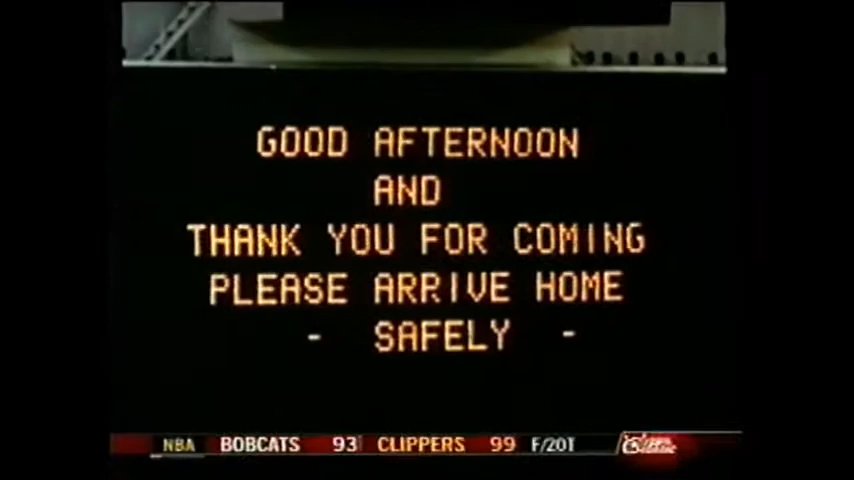 GOOD AFTERNOON
AND
THANK YOU FOR COMING
PLEASE ARRIVE HOME
- SAFELY -
NBA BOBCATS 93 CLIPPERS 99 F/2OT